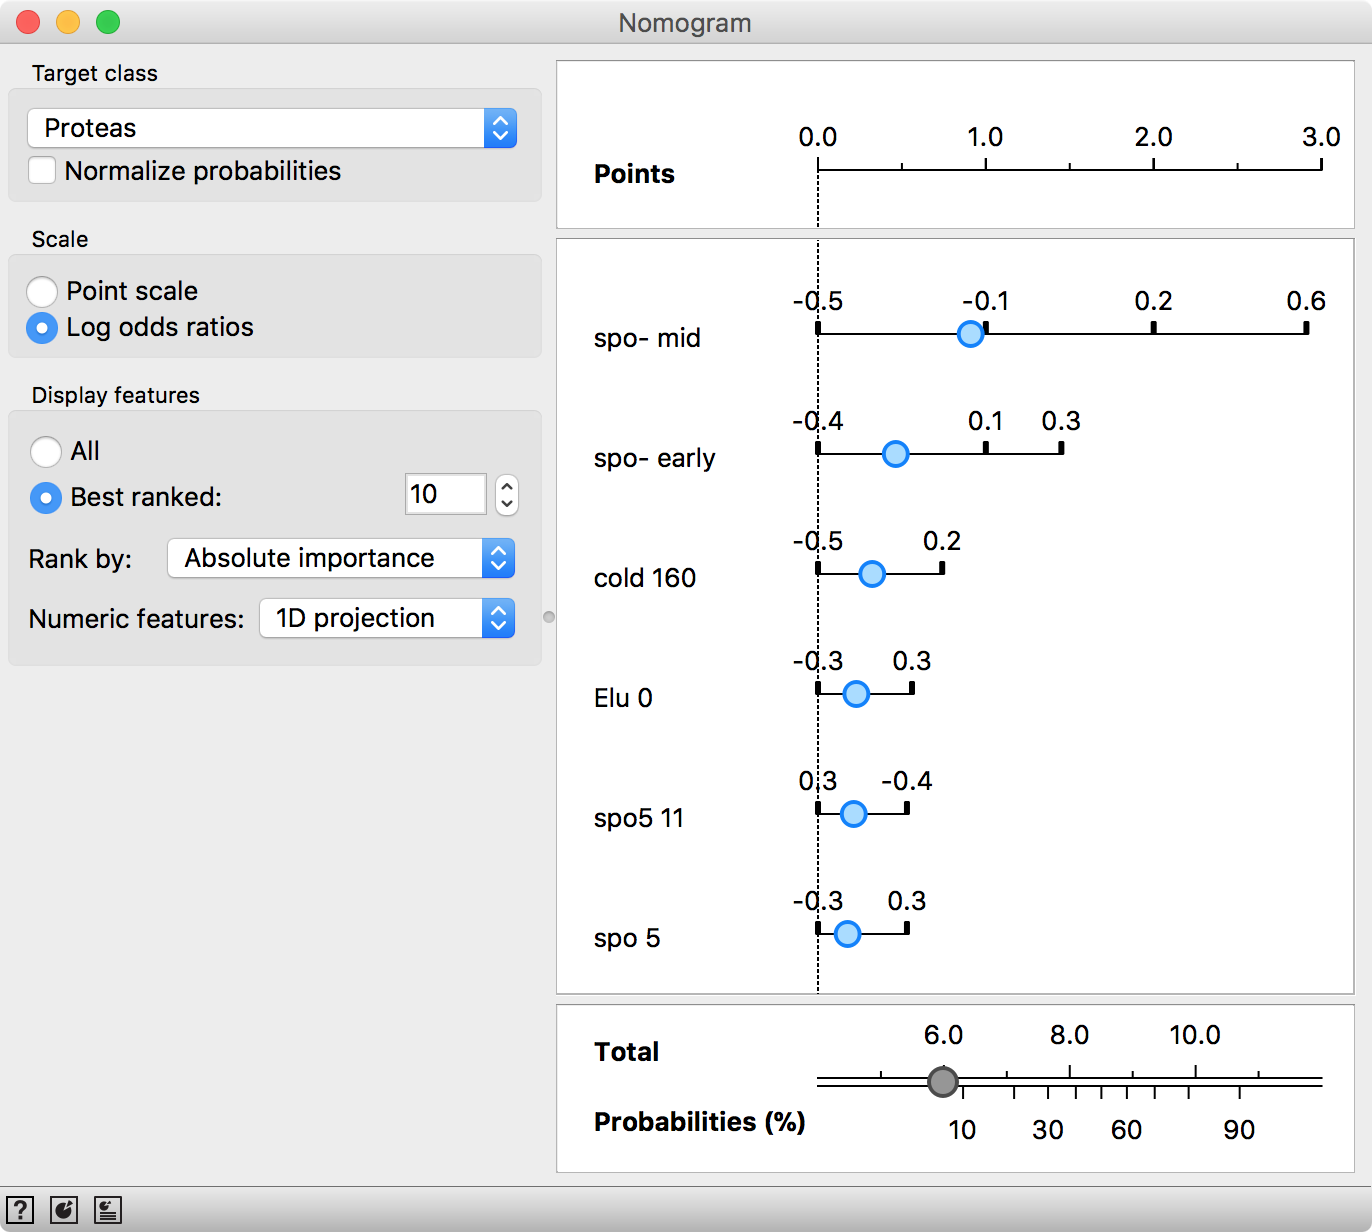 Nomogram
Target class
Proteas
Normalize probabilities
Scale
Point scale
Log odds ratios
Display features
All
Best ranked: 10
Rank by: Absolute importance
Numeric features: 1D projection
0.0 1.0 2.0 3.0
Points
-0.5 -0.1 0.2 0.6
spo- mid
-0.4 0.1 0.3
spo- early
-0.5 0.2
cold 160
-0.3 0.3
Elu 0
0.3 -0.4
spo5 11
-0.3 0.3
spo 5
6.0 8.0 10.0
Total
Probabilities (%)
10 30 60 90
?